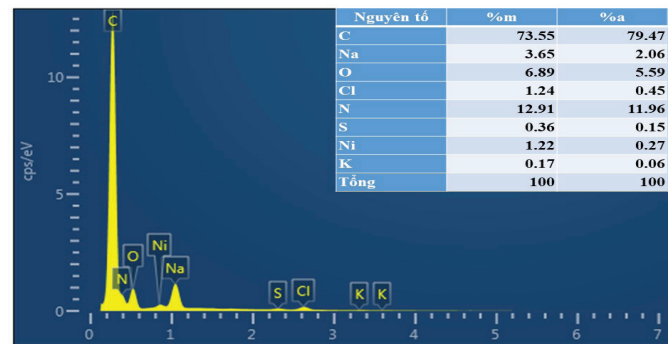 Nguyên tố %m %a
C 73.55 79.47
Na 3.65 2.06
O 6.89 5.59
Cl 1.24 0.45
N 12.91 11.96
S 0.36 0.15
Ni 1.22 0.27
K 0.17 0.06
Tổng 100 100
cps/eV
10
5
0
C
N
O
Ni
Na
S
Cl
K
K
0 1 2 3 4 5 6 7